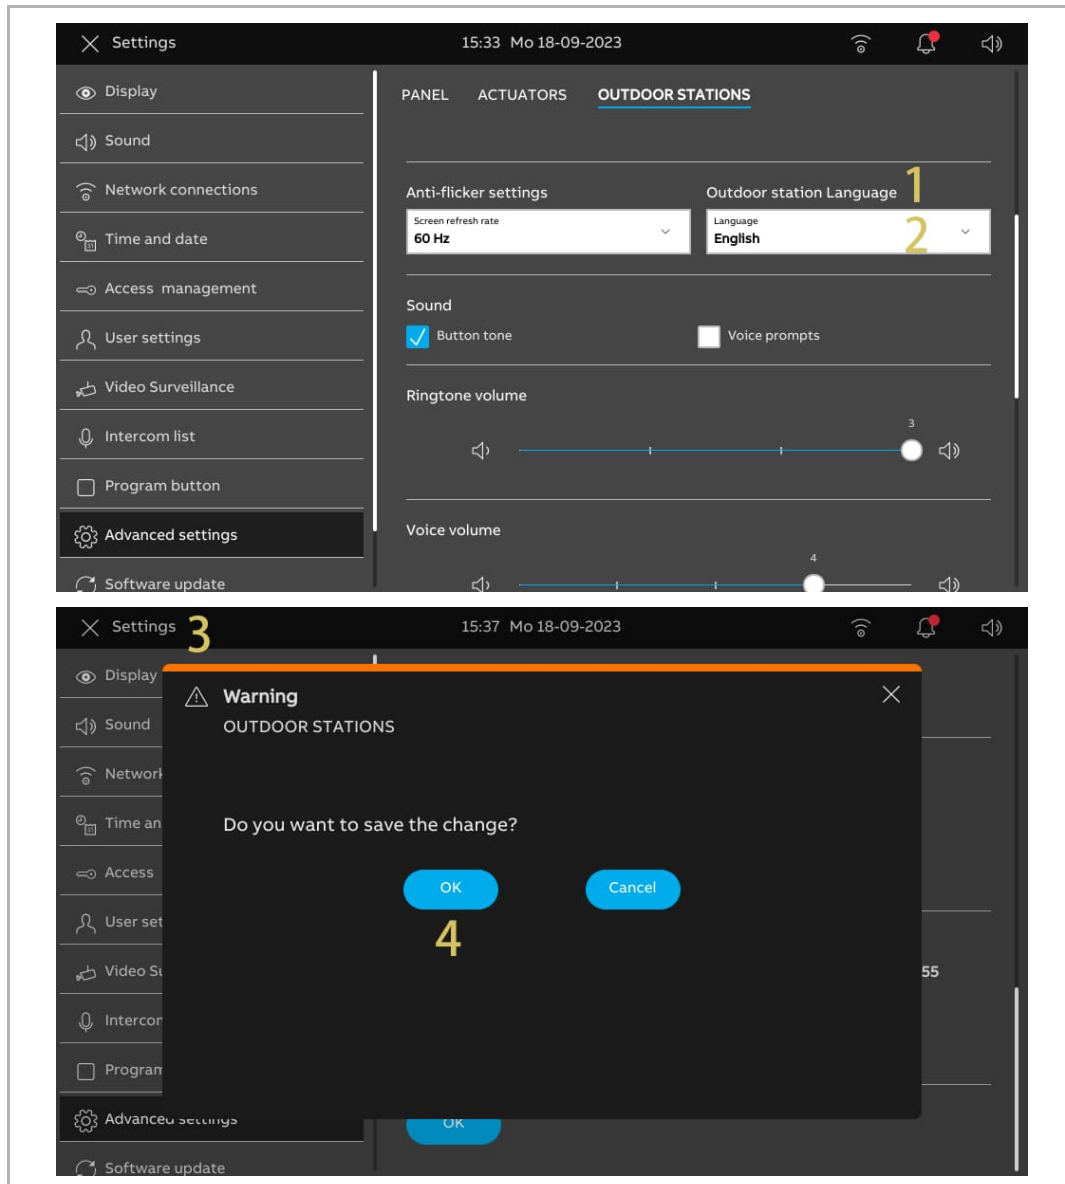 Settings 15:33 Mo 18-09-2023
Display
PANEL ACTUATORS OUTDOOR STATIONS
Sound
Network connections
Anti-flicker settings Outdoor station Language 1
Screen refresh rate Language
60 Hz English 2
Time and date
Access management
Sound
User settings
Button tone Voice prompts
Video Surveillance
Ringtone volume
3
Intercom list
Program button
Advanced settings
Voice volume
4
Software update
Settings 3 15:37 Mo 18-09-2023
Display
Warning
Sound
OUTDOOR STATIONS
Network
Time an
Do you want to save the change?
Access
OK Cancel
User set
4
Video Su
55
Intercom
Program
Advanced settings
OK
Software update